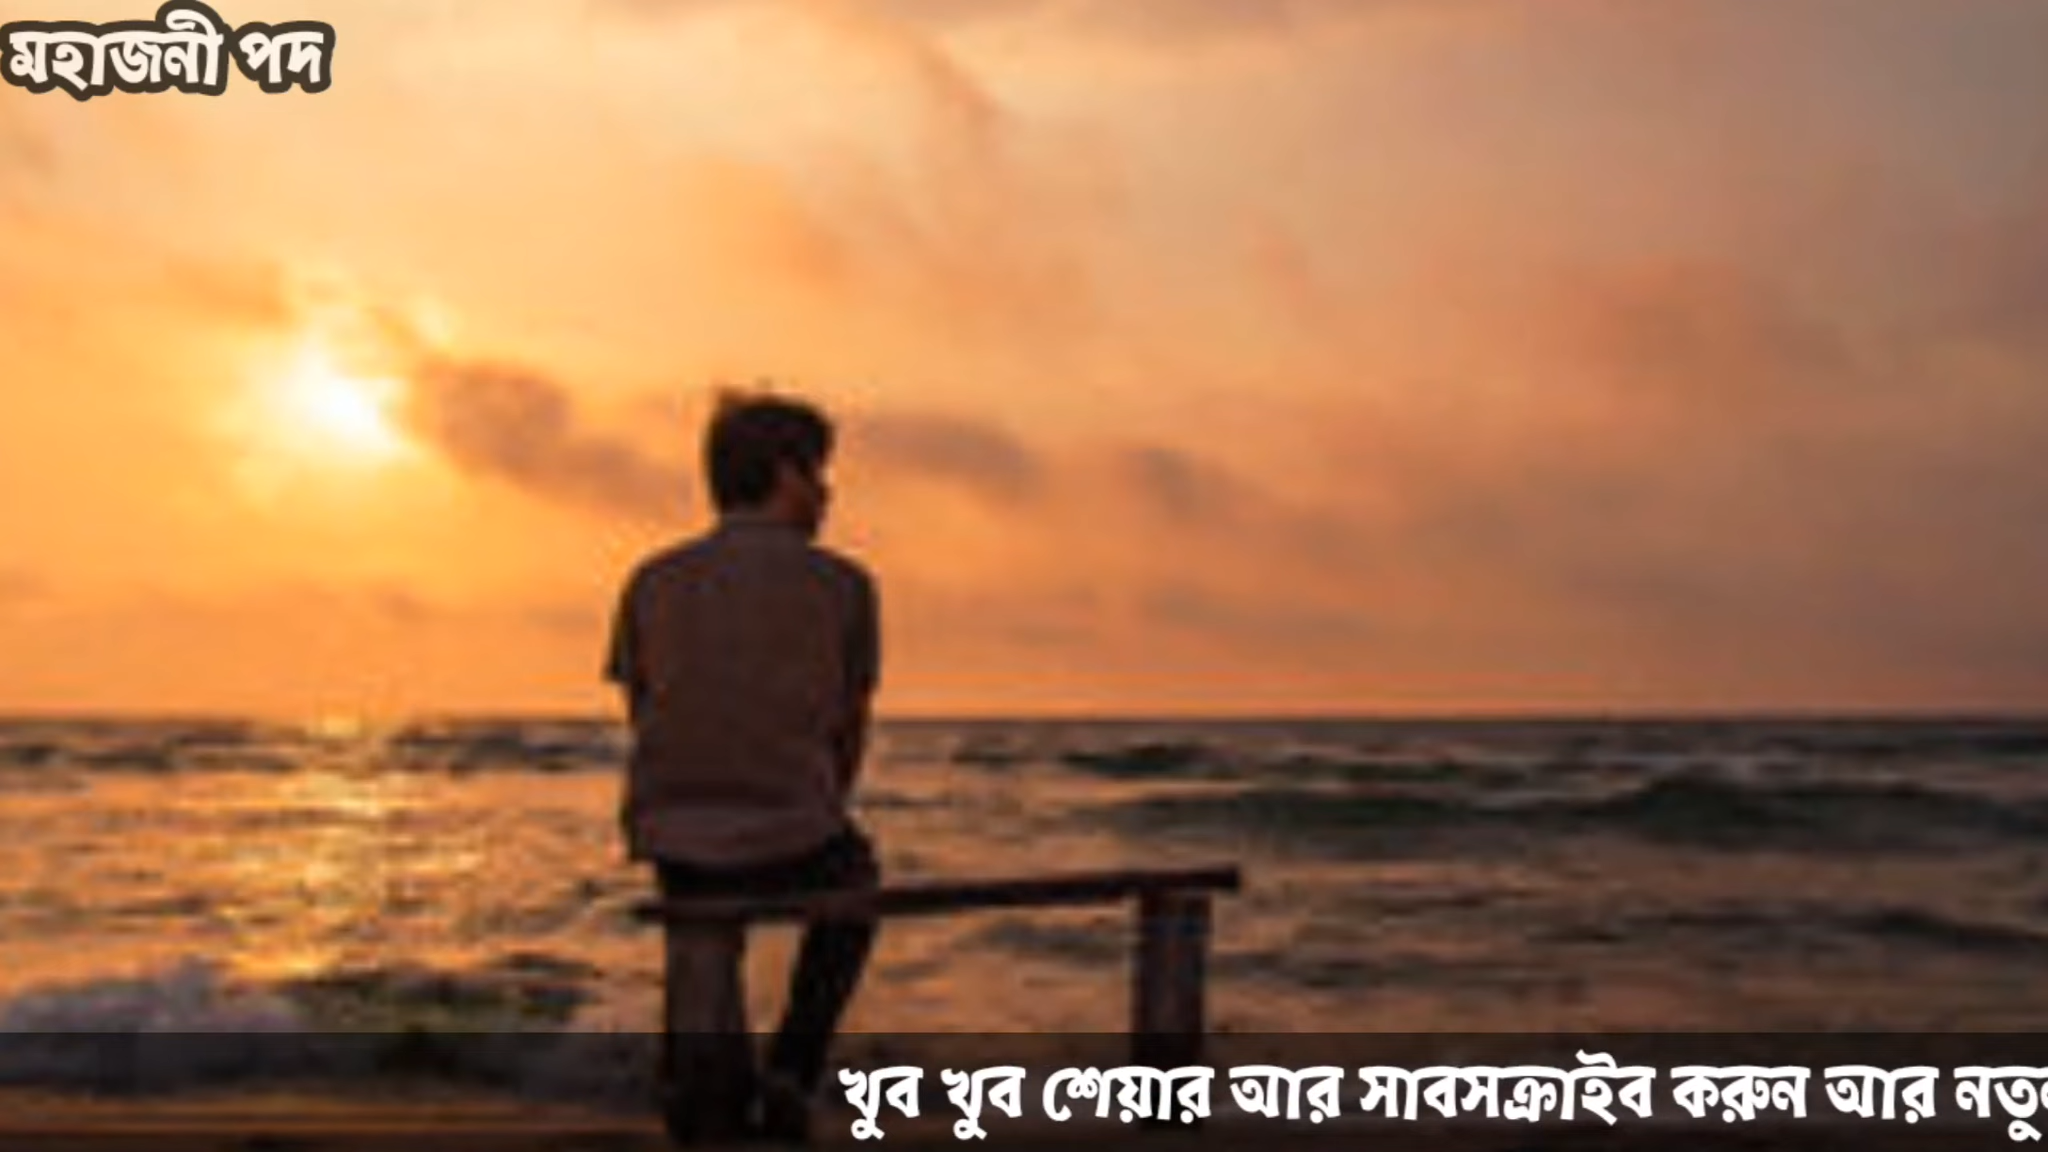 মহাজনী পদ
খুব খুব শেয়ার আর সাবসক্রাইব করুন আর